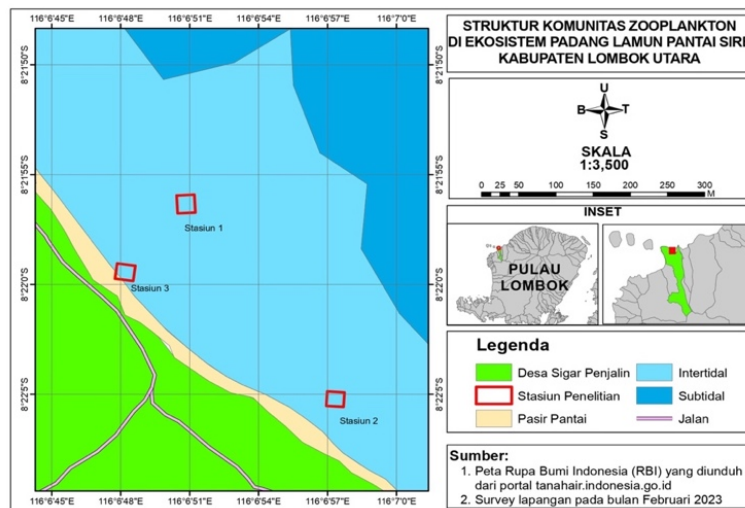 116°6'45"E 116°6'48"E 116°6'51"E 116°6'54"E 116°6'57"E 116°7'0"E
8°21'50"S 8°21'50"S
8°21'55"S 8°21'55"S
8°22'0"S 8°22'0"S
8°22'5"S 8°22'5"S
Stasiun 1
Stasiun 3
Stasiun 2
116°6'45"E 116°6'48"E 116°6'51"E 116°6'54"E 116°6'57"E 116°7'0"E
STRUKTUR KOMUNITAS ZOOPLANKTON
DI EKOSISTEM PADANG LAMUN PANTAI SIRE
KABUPATEN LOMBOK UTARA
U
B T
S
SKALA
1:3,500
0 25 50 100 150 200 250 300
M
INSET
PULAU
LOMBOK
Legenda
Desa Sigar Penjalin Intertidal
Stasiun Penelitian Subtidal
Pasir Pantai Jalan
Sumber:
1. Peta Rupa Bumi Indonesia (RBI) yang diunduh
dari portal tanahair.indonesia.go.id
2. Survey lapangan pada bulan Februari 2023